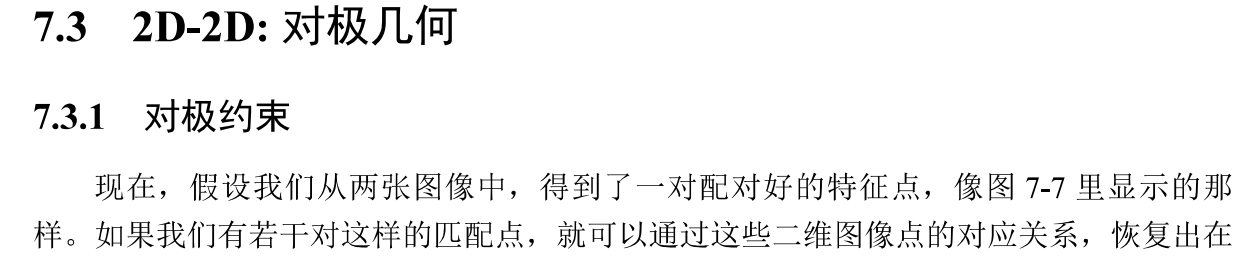 7.3 2D-2D: 对极几何
7.3.1 对极约束
现在，假设我们从两张图像中，得到了一对配对好的特征点，像图 7-7 里显示的那
样。如果我们有若干对这样的匹配点，就可以通过这些二维图像点的对应关系，恢复出在